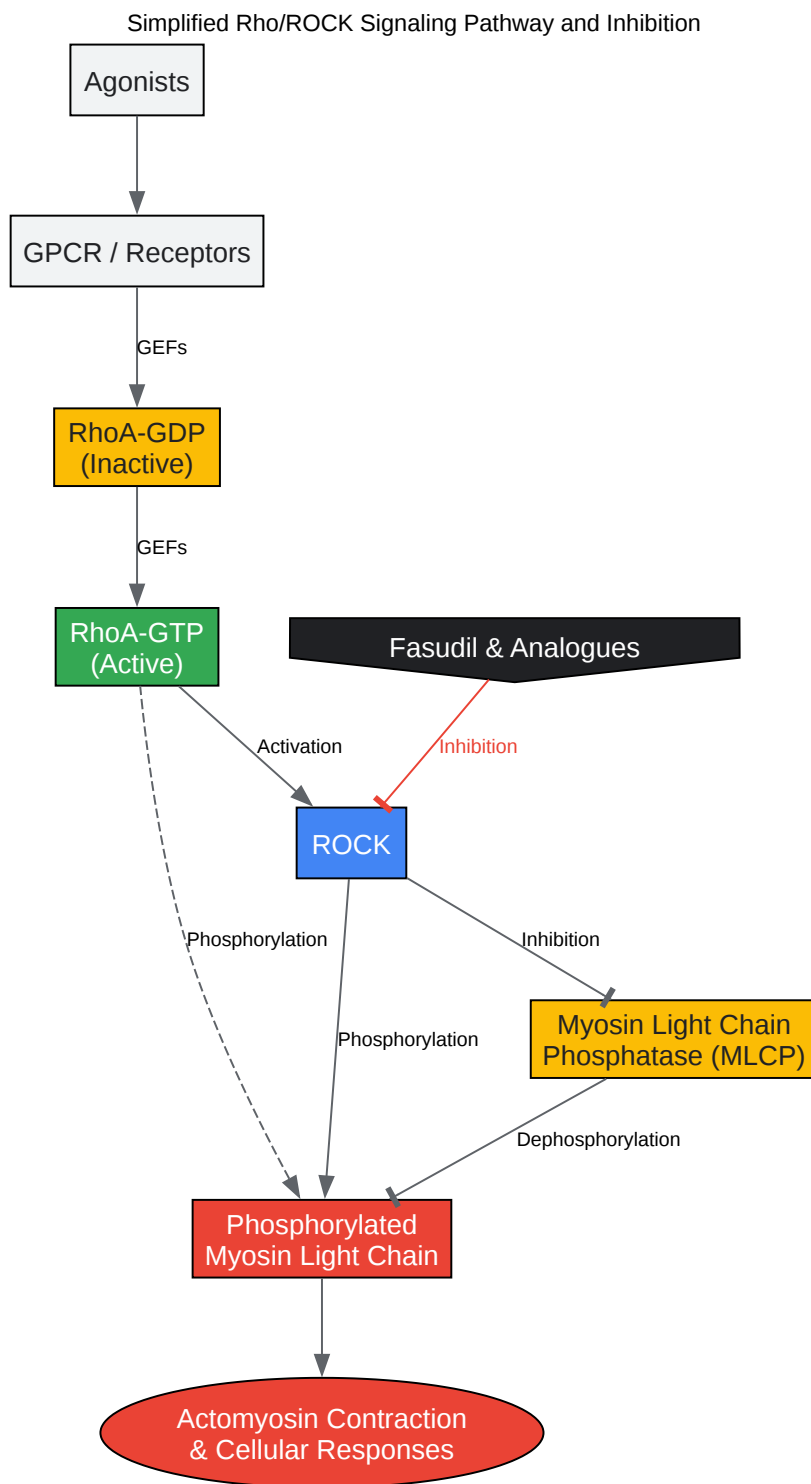 Simplified Rho/ROCK Signaling Pathway and Inhibition
Agonists
GPCR / Receptors
GEFs
RhoA-GDP
(Inactive)
GEFs
RhoA-GTP
(Active)
Fasudil & Analogues
Activation
Inhibition
ROCK
Phosphorylation
Inhibition
Myosin Light Chain
Phosphatase (MLCP)
Phosphorylation
Dephosphorylation
Phosphorylated
Myosin Light Chain
Actomyosin Contraction
& Cellular Responses